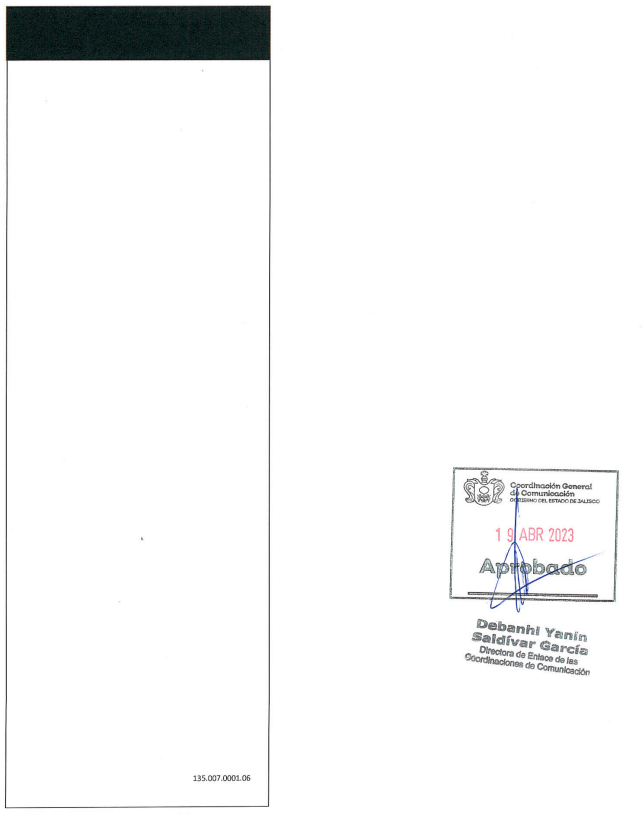 Coordinación General
de Comunicación
GOBIERNO DEL ESTADO DE JALISCO
19 ABR 2023
Aprobado
Debanhi Yanín
Saldívar García
Directora de Enlace de las
Coordinaciones de Comunicación
135.007.0001.06